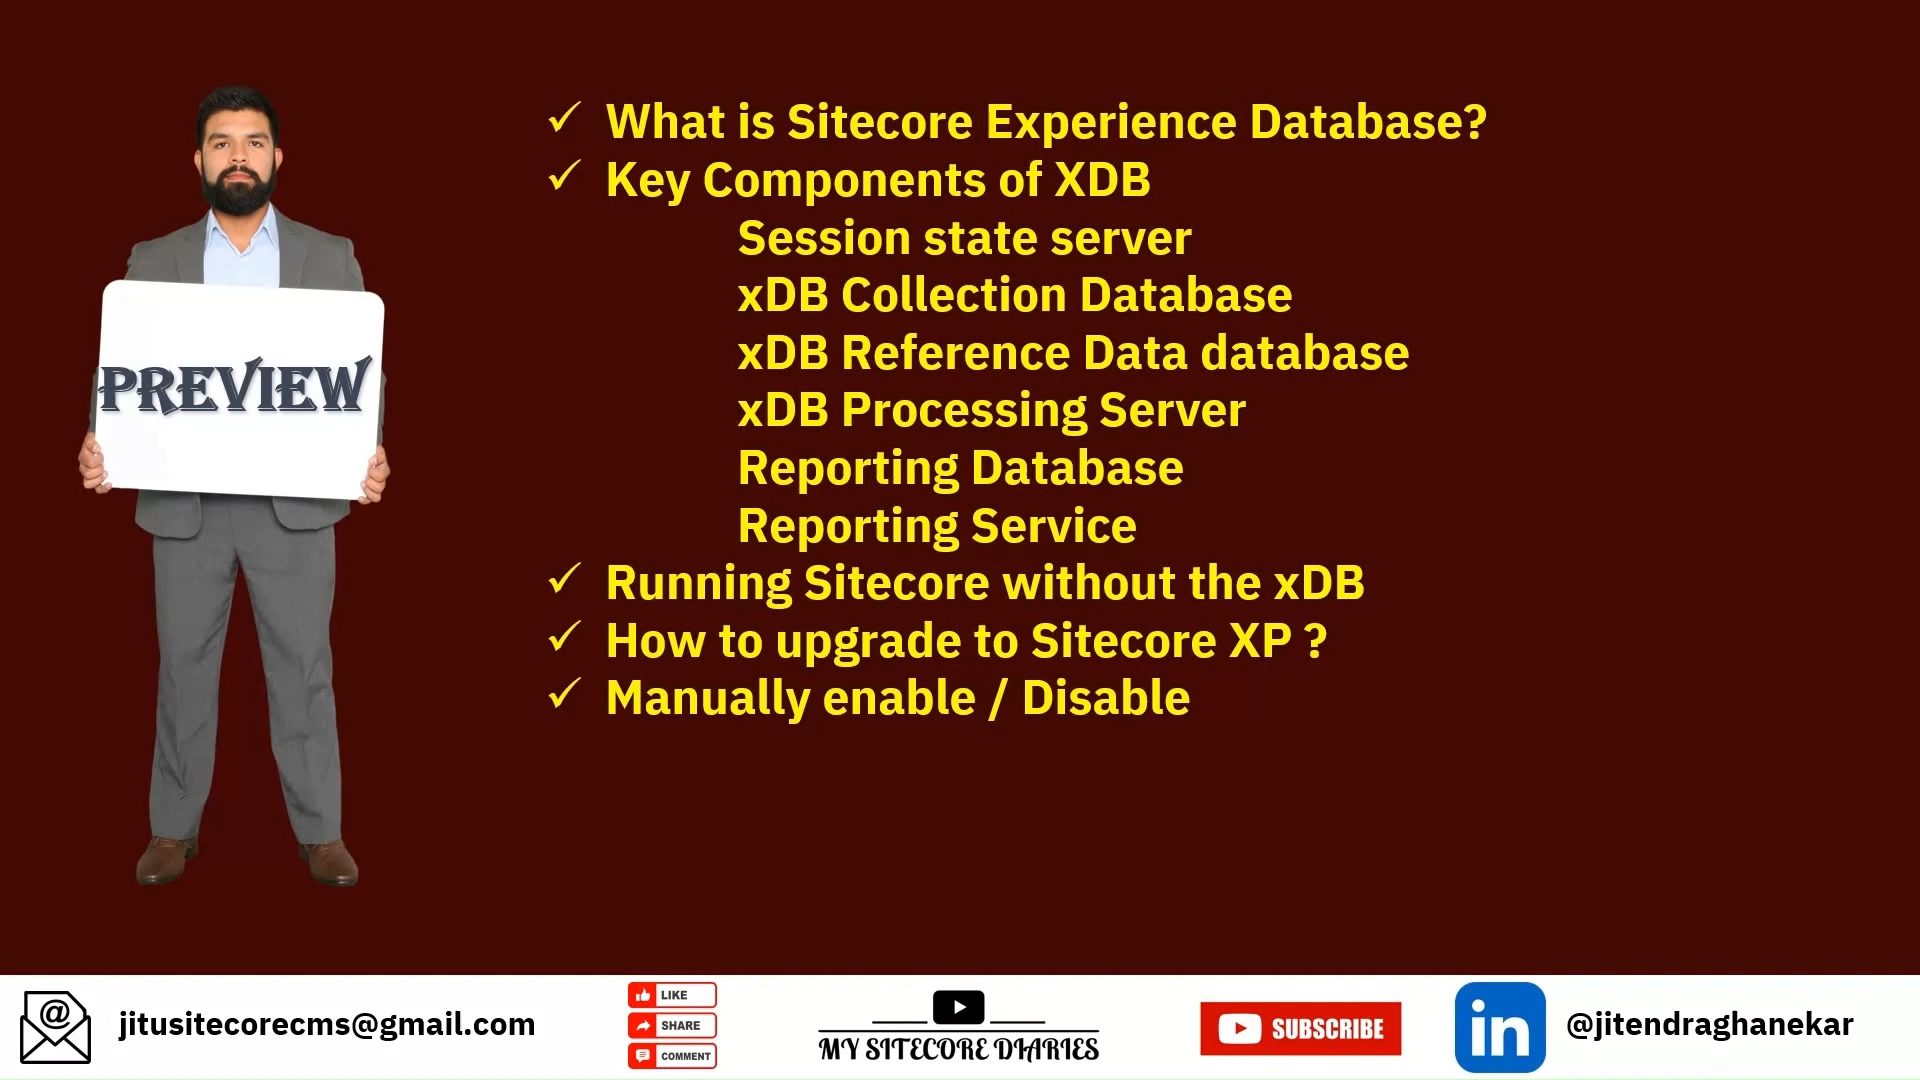 PREVIEW
✓ What is Sitecore Experience Database?
✓ Key Components of XDB
Session state server
xDB Collection Database
xDB Reference Data database
xDB Processing Server
Reporting Database
Reporting Service
✓ Running Sitecore without the xDB
✓ How to upgrade to Sitecore XP ?
✓ Manually enable / Disable
@
jitusitecorecms@gmail.com
LIKE
SHARE
COMMENT
MY SITECORE DIARIES
SUBSCRIBE
in
@jitendraghanekar